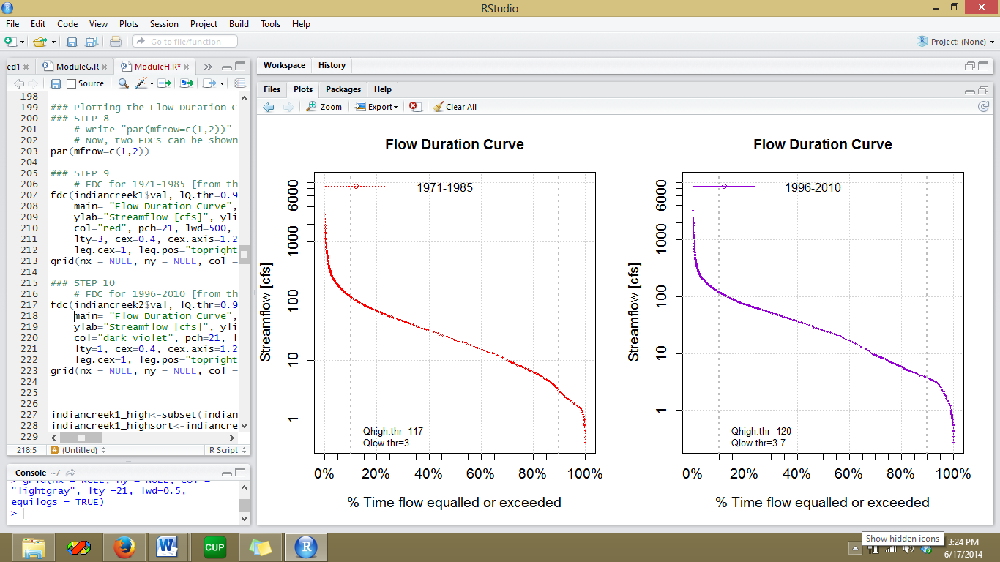 RStudio
File Edit Code View Plots Session Project Build Tools Help
Go to file/function
Project: (None)
ed1 ModuleG.R ModuleH.R*
Source
198
199 ### Plotting the Flow Duration C
200 ### STEP 8
201 # Write "par(mfrow=c(1,2))"
202 # Now, two FDCs can be shown
203 par(mfrow=c(1,2))
204
205 ### STEP 9
206 # FDC for 1971-1985 [from th
207 fdc(indiancreek1$val, lQ.thr=0.9
208 main= "Flow Duration Curve",
209 ylab="Streamflow [cfs]", yli
210 col="red", pch=21, lwd=500,
211 lty=3, cex=0.4, cex.axis=1.2
212 leg.cex=1, leg.pos="topright
213 grid(nx = NULL, ny = NULL, col =
214
215 ### STEP 10
216 # FDC for 1996-2010 [from th
217 fdc(indiancreek2$val, lQ.thr=0.9
218 main= "Flow Duration Curve",
219 ylab="Streamflow [cfs]", yli
220 col="dark violet", pch=21, l
221 lty=1, cex=0.4, cex.axis=1.2
222 leg.cex=1, leg.pos="topright
223 grid(nx = NULL, ny = NULL, col =
224
225
226
227 indiancreek1_high<-subset(indian
228 indiancreek1_highsort<-indiancre
229
218:5 # (Untitled) R Script
Console ~/
> grid(nx = NULL, ny = NULL, col =
"lightgray", lty =21, lwd=0.5,
equilogs = TRUE)
>
Workspace History
Files Plots Packages Help
Zoom Export Clear All
Flow Duration Curve
1971-1985
6000
1000
100
10
1
Streamflow [cfs]
Qhigh.thr=117
Qlow.thr=3
0% 20% 40% 60% 80% 100%
% Time flow equalled or exceeded
Flow Duration Curve
1996-2010
6000
1000
100
10
1
Streamflow [cfs]
Qhigh.thr=120
Qlow.thr=3.7
0% 20% 40% 60% 80% 100%
% Time flow equalled or exceeded
CUP
R
Show hidden icons
3:24 PM
6/17/2014